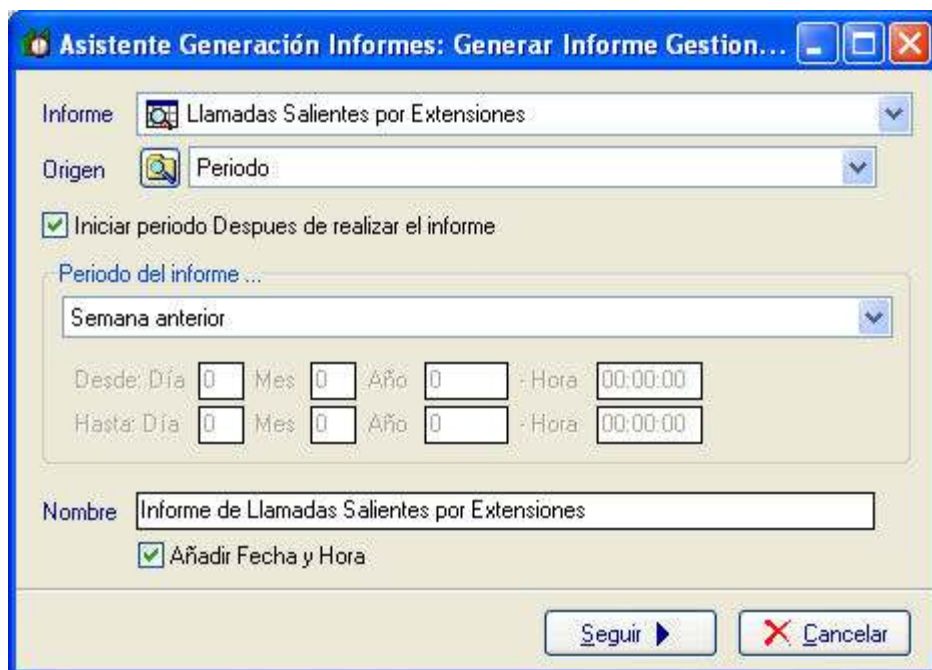 Asistente Generación Informes: Generar Informe Gestion...
Informe Llamadas Salientes por Extensiones
Origen Periodo
Iniciar periodo Despues de realizar el informe
Periodo del informe ...
Semana anterior
Desde: Día 0 Mes 0 Año 0 - Hora 00:00:00
Hasta: Día 0 Mes 0 Año 0 - Hora 00:00:00
Nombre Informe de Llamadas Salientes por Extensiones
Añadir Fecha y Hora
Seguir Cancelar